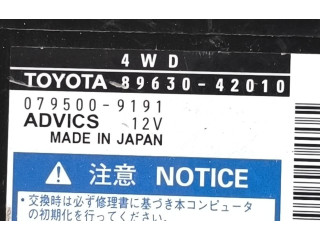 4WD
TOYOTA 89630-42010
079500-9191
ADVICS 12V
MADE IN JAPAN
注意 NOTICE
・交換時は必ず修理書に基づき本コンピュータ
の初期化を行ってください。